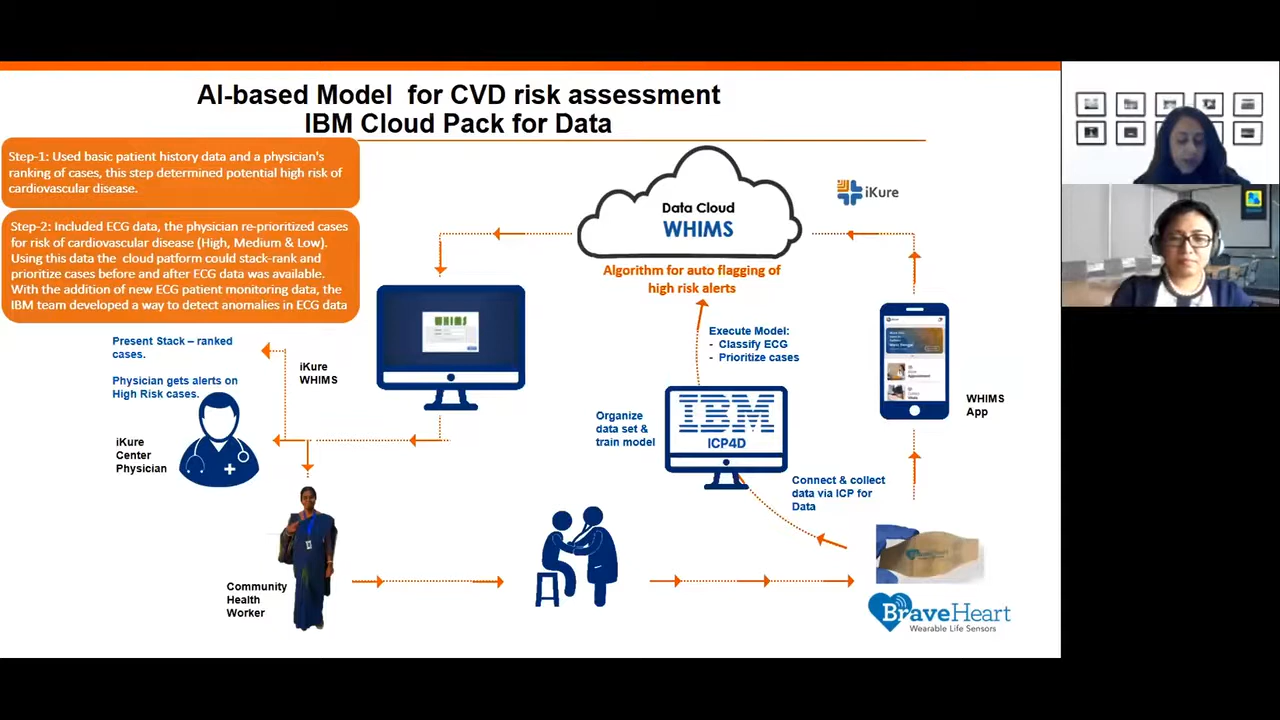 AI-based Model for CVD risk assessment
IBM Cloud Pack for Data
Step-1: Used basic patient history data and a physician's
ranking of cases, this step determined potential high risk of
cardiovascular disease.
Step-2: Included ECG data, the physician re-prioritized cases
for risk of cardiovascular disease (High, Medium & Low).
Using this data the cloud patform could stack-rank and
prioritize cases before and after ECG data was available.
With the addition of new ECG patient monitoring data, the
IBM team developed a way to detect anomalies in ECG data
Data Cloud
WHIMS
iKure
Algorithm for auto flagging of
high risk alerts
Execute Model:
- Classify ECG
- Prioritize cases
Present Stack – ranked
cases.
Physician gets alerts on
High Risk cases.
iKure
WHIMS
WHIMS
iKure
Center
Physician
Organize
data set &
train model
IBM
ICP4D
WHIMS
App
Connect & collect
data via ICP for
Data
Community
Health
Worker
BraveHeart
BraveHeart
Wearable Life Sensors